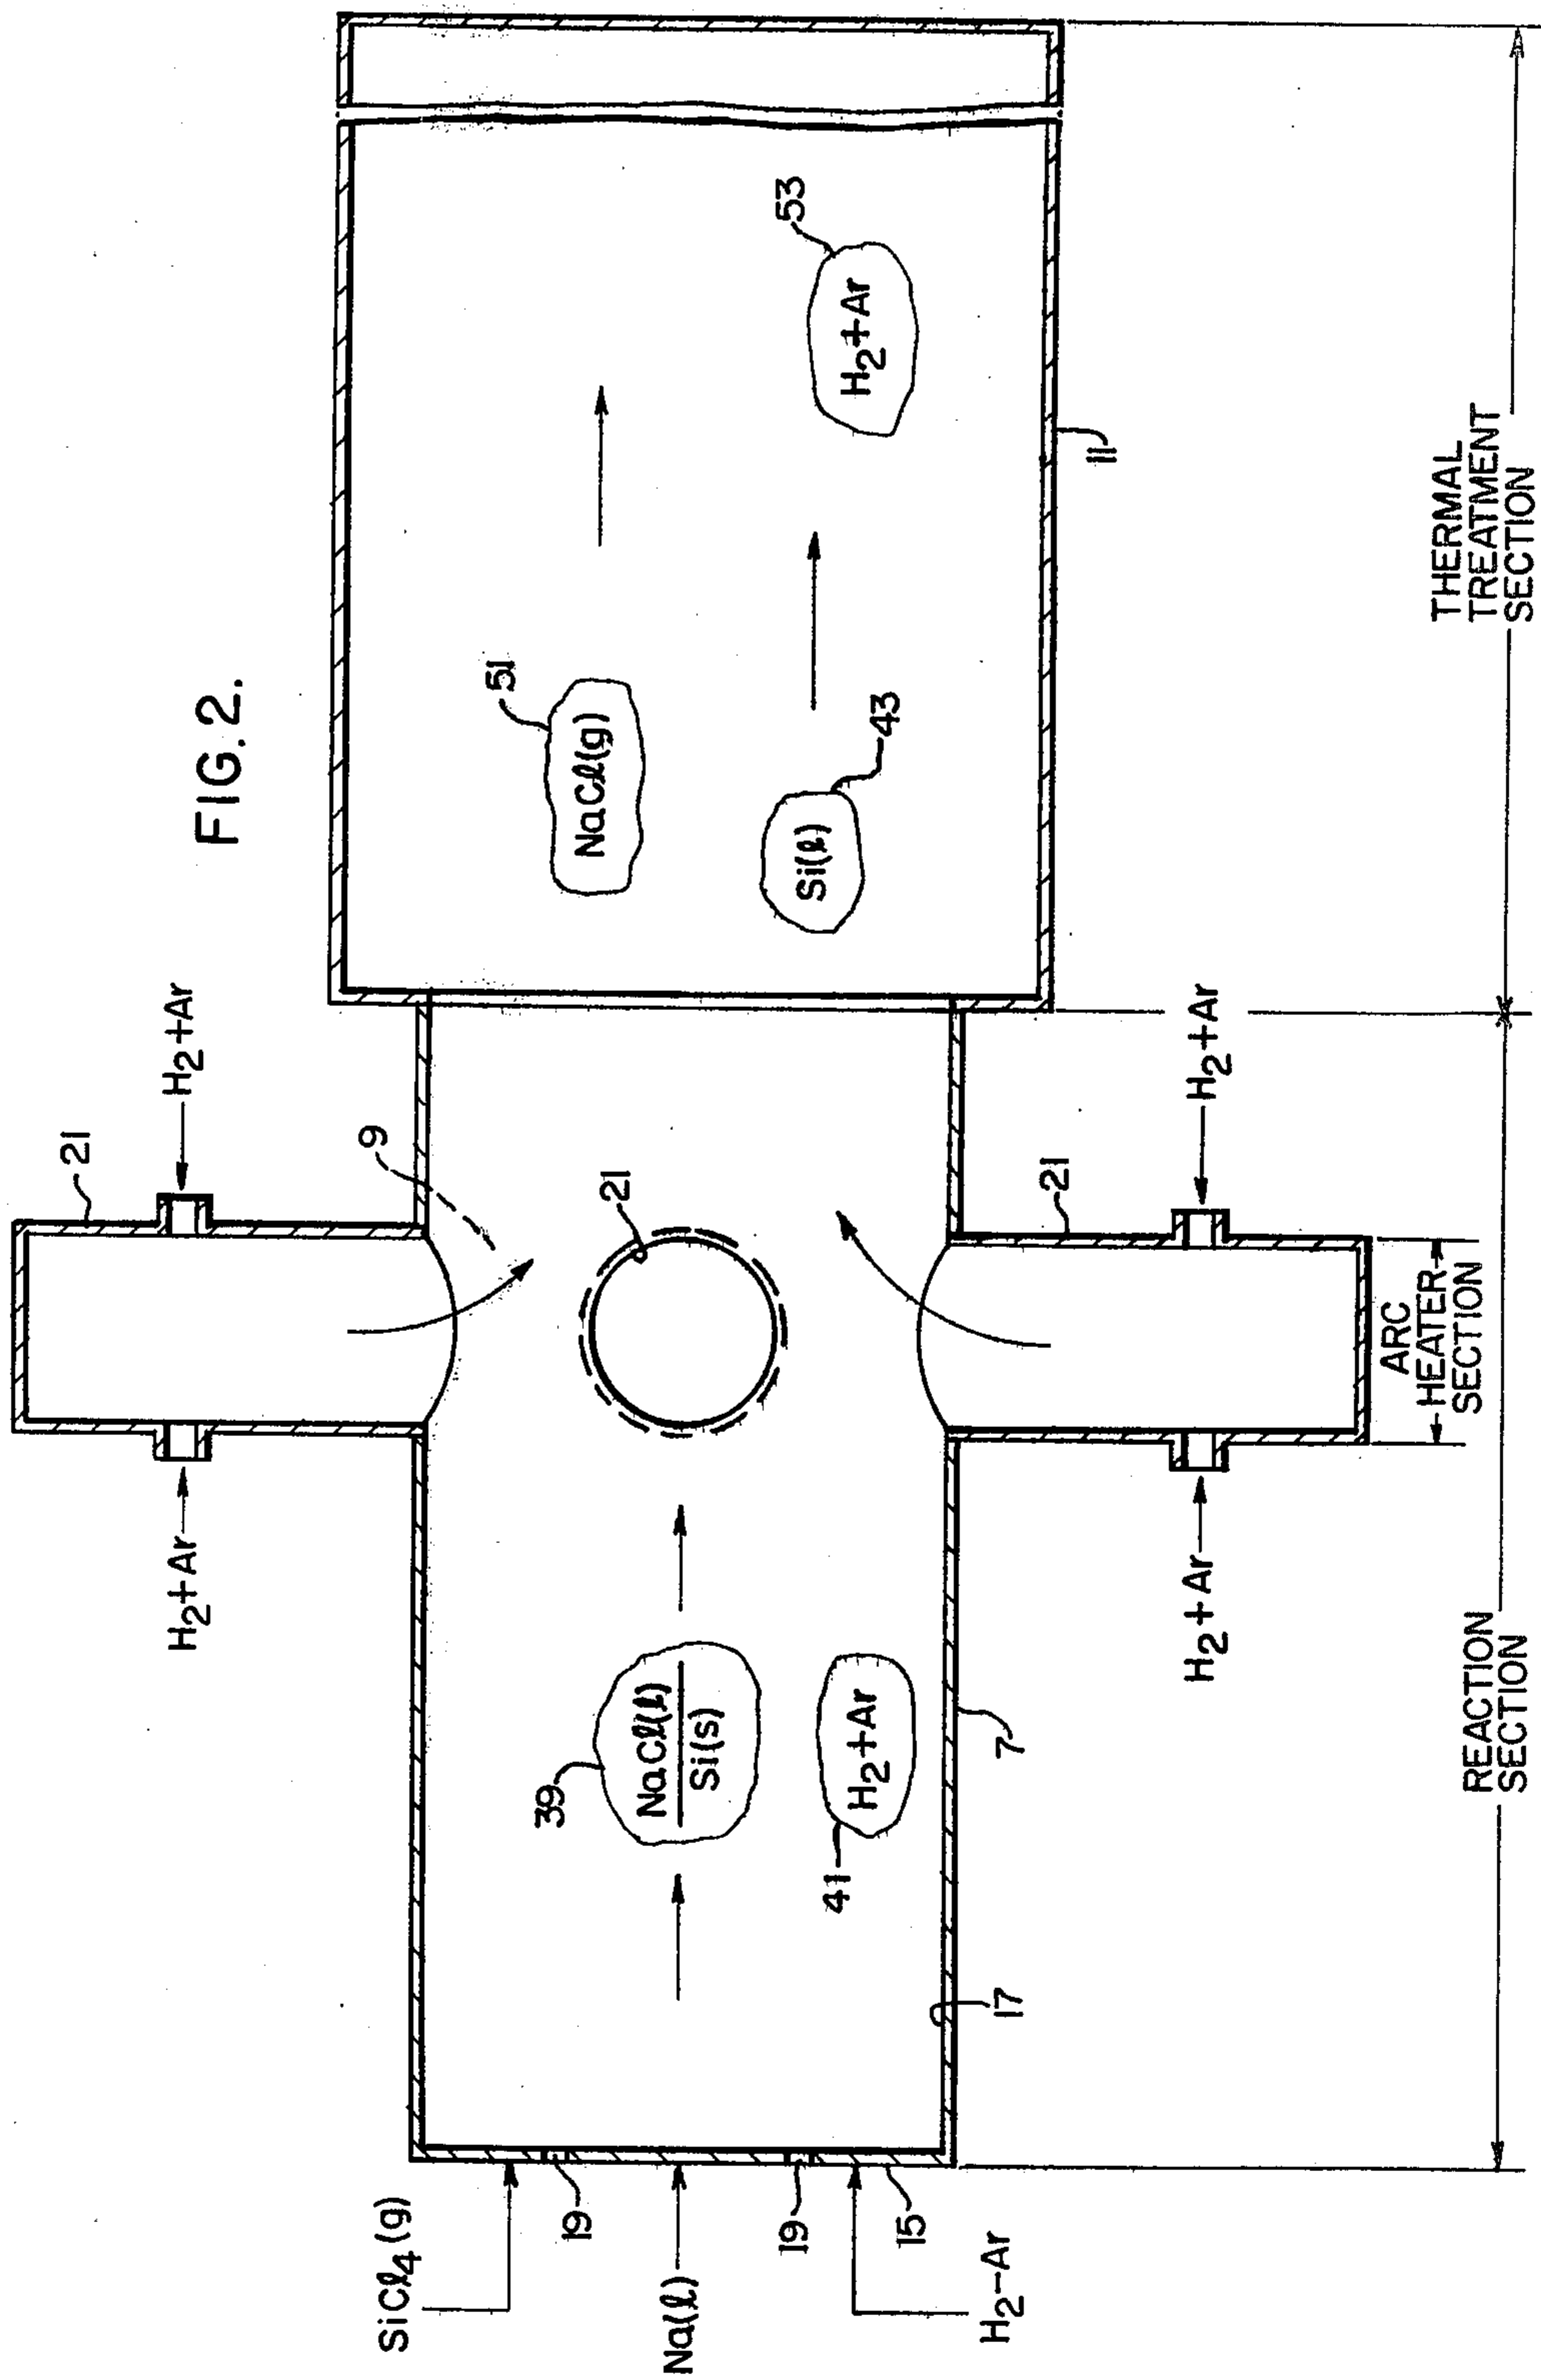 FIG. 2.
SiCl4(g)
19
Na(l)
19
15
H2-Ar
17
39
NaCl(l)
Si(s)
41
H2+Ar
7
H2+Ar
H2+Ar
21
9
21
21
H2+Ar
H2+Ar
51
NaCl(g)
Si(l)
43
53
H2+Ar
11
ARC
HEATER
SECTION
REACTION
SECTION
THERMAL
TREATMENT
SECTION